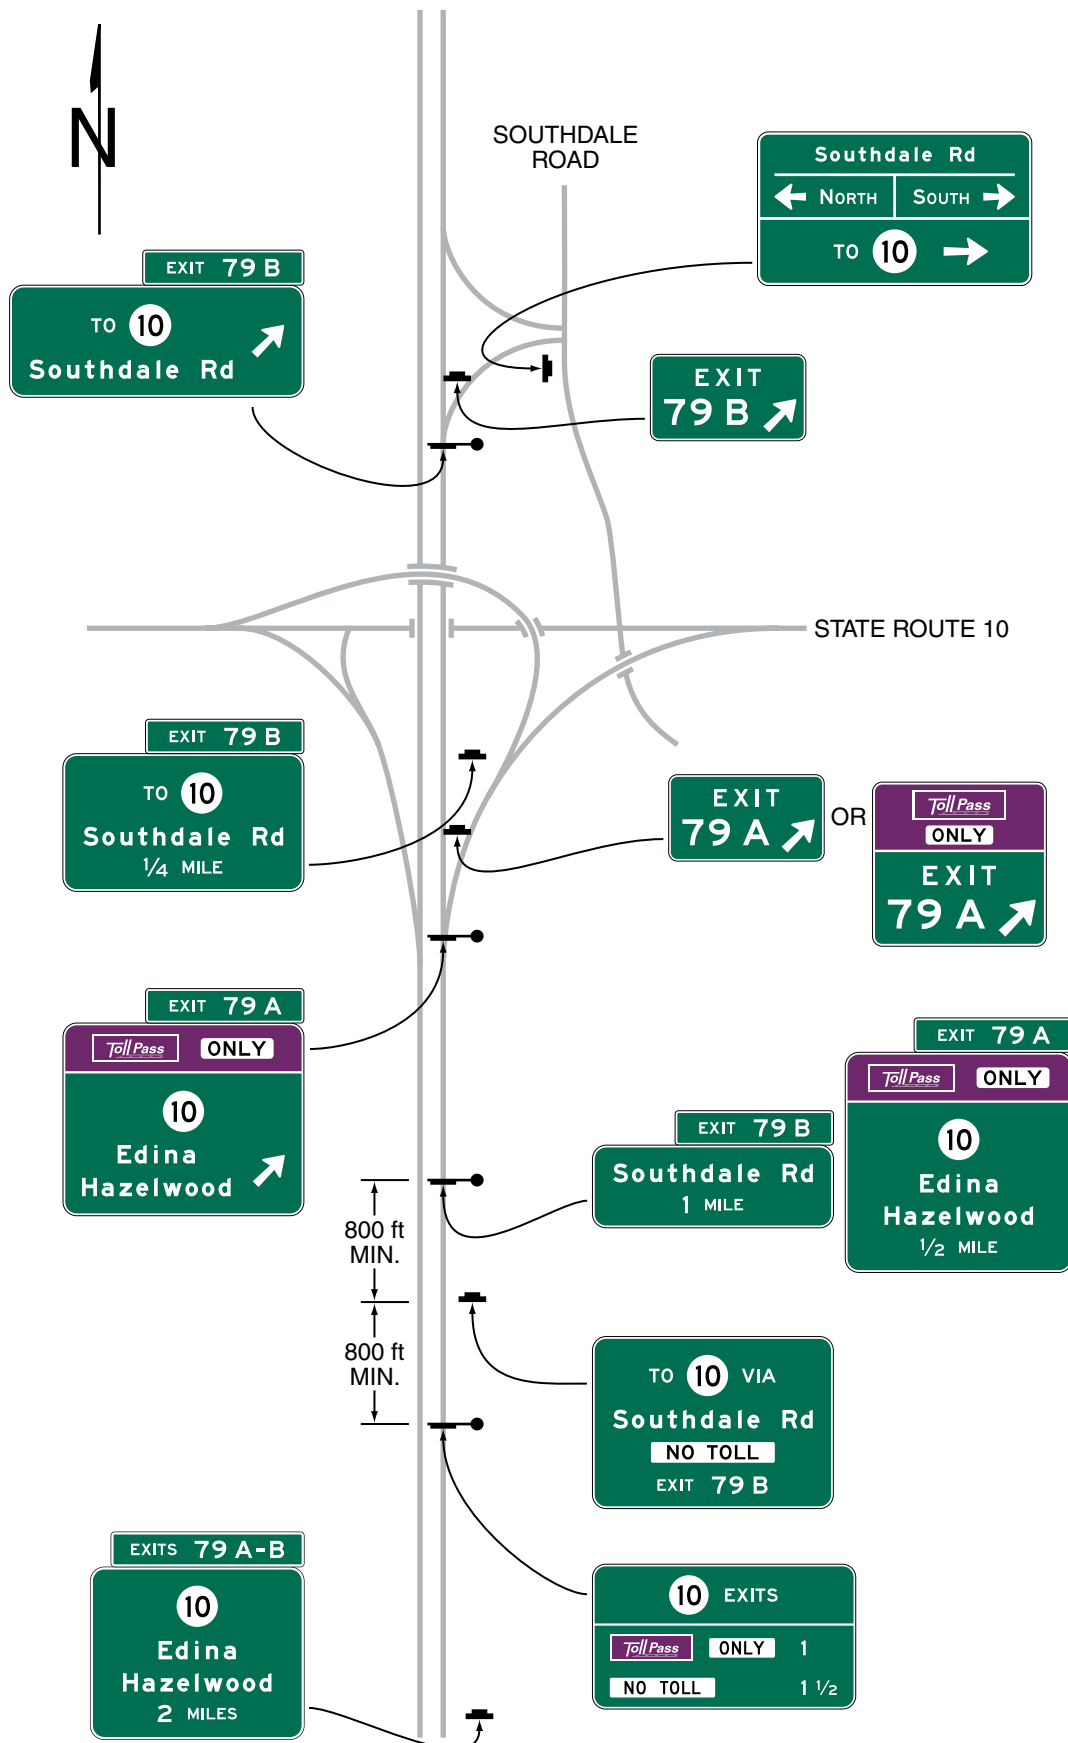 N
SOUTHDALE
ROAD
Southdale Rd
NORTH SOUTH
TO 10
EXIT 79 B
TO 10
Southdale Rd
EXIT
79 B
STATE ROUTE 10
EXIT 79 B
TO 10
Southdale Rd
1/4 MILE
EXIT
79 A
OR
Toll Pass
ONLY
EXIT
79 A
EXIT 79 A
Toll Pass ONLY
10
Edina
Hazelwood
EXIT 79 A
Toll Pass ONLY
10
Edina
Hazelwood
1/2 MILE
EXIT 79 B
Southdale Rd
1 MILE
800 ft
MIN.
800 ft
MIN.
TO 10 VIA
Southdale Rd
NO TOLL
EXIT 79 B
EXITS 79 A-B
10
Edina
Hazelwood
2 MILES
10 EXITS
Toll Pass ONLY 1
NO TOLL 1 1/2